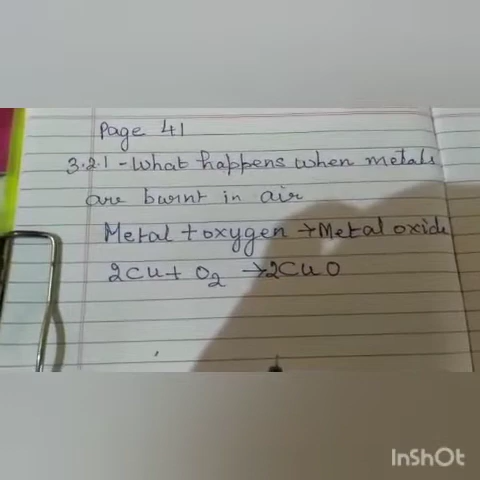 Page 41
3.2.1 - What happens when metals
are burnt in air
Metal + oxygen → Metal oxide
2Cu + O2 → 2CuO
InShOt